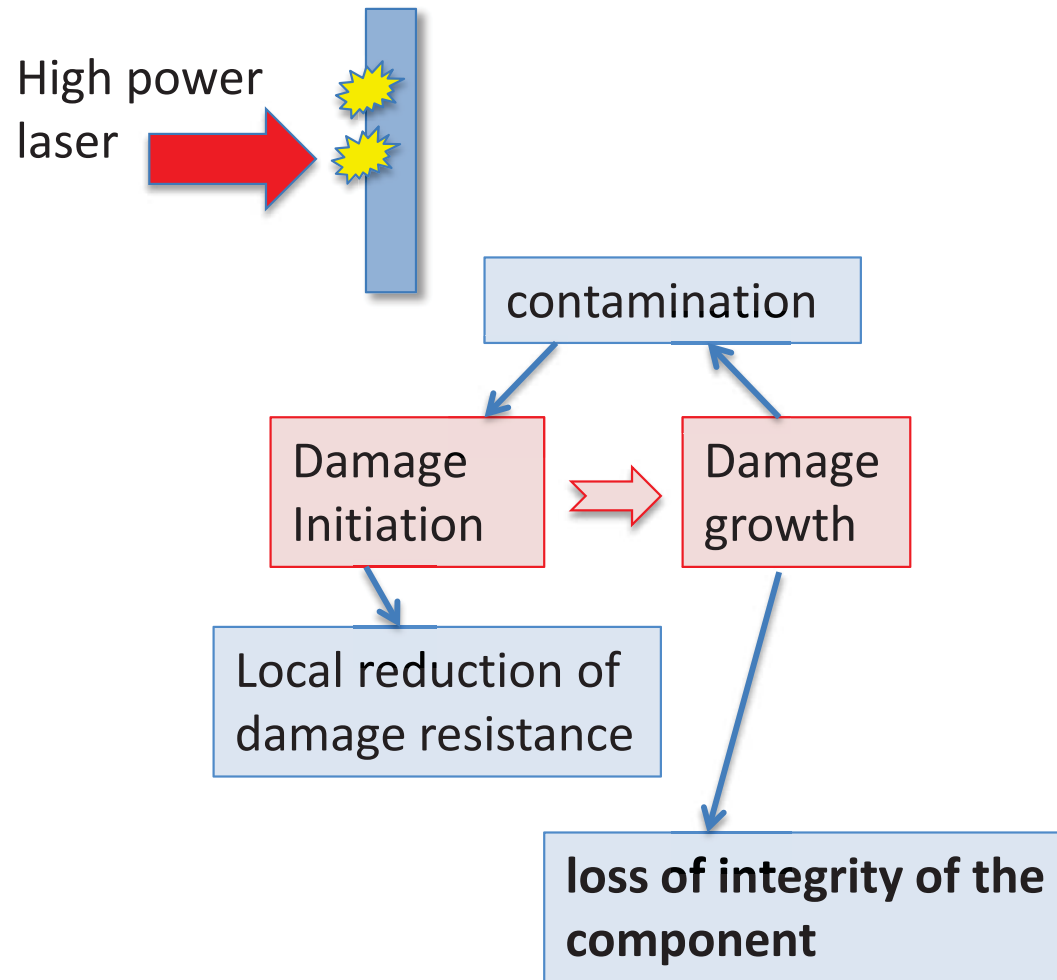 High power
laser
contamination
Damage
Initiation
Damage
growth
Local reduction of
damage resistance
loss of integrity of the
component